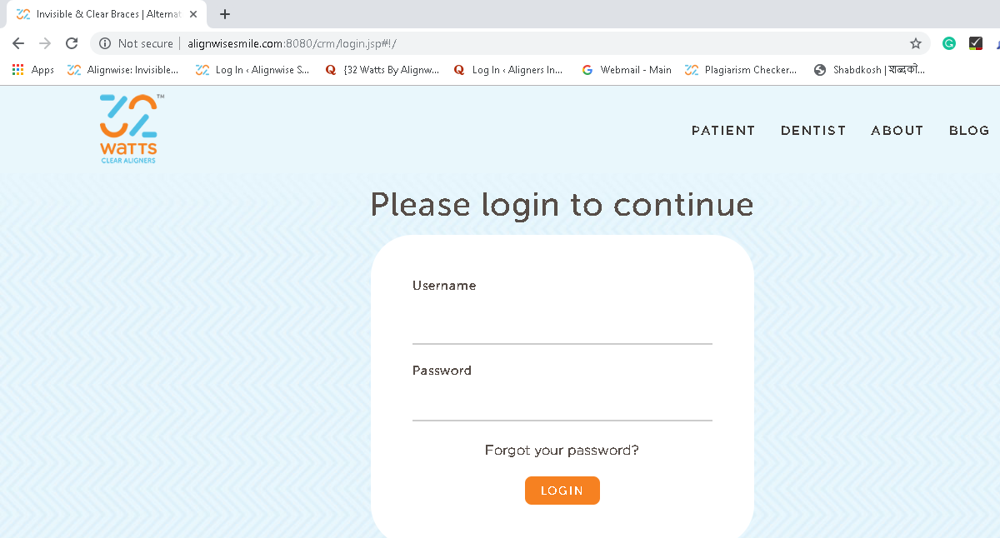 Invisible & Clear Braces | Alternat
Not secure | alignwisesmile.com:8080/crm/login.jsp#!/
Apps Alignwise: Invisible... Log In ‹ Alignwise S... {32 Watts By Alignw... Log In ‹ Aligners In... Webmail - Main Plagiarism Checker... Shabdkosh | शब्दको...
32 TM
watts
CLEAR ALIGNERS
PATIENT DENTIST ABOUT BLOG
Please login to continue
Username
Password
Forgot your password?
LOGIN